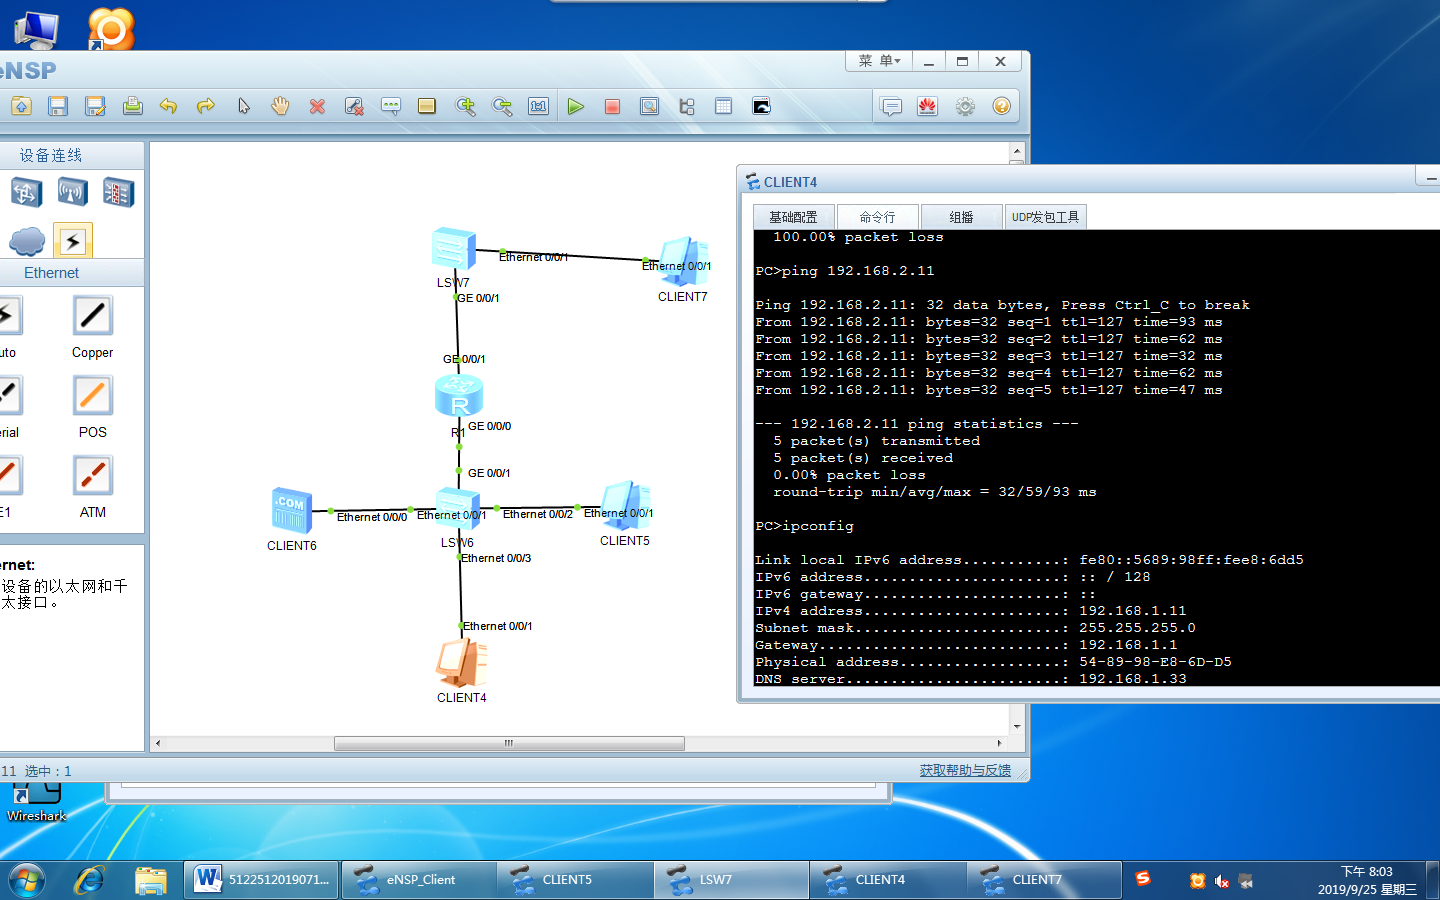 eNSP
菜 单
设备连线
Ethernet
Copper
POS
ATM
设备的以太网和千
太接口。
LSW7
Ethernet 0/0/1
Ethernet 0/0/1
CLIENT7
GE 0/0/1
GE 0/0/1
R
R1
GE 0/0/0
GE 0/0/1
.COM
Ethernet 0/0/0
Ethernet 0/0/1
Ethernet 0/0/2
Ethernet 0/0/1
CLIENT6
LSW6
CLIENT5
Ethernet 0/0/3
Ethernet 0/0/1
CLIENT4
11 选中：1
获取帮助与反馈
CLIENT4
基础配置
命令行
组播
UDP发包工具
100.00% packet loss
PC>ping 192.168.2.11
Ping 192.168.2.11: 32 data bytes, Press Ctrl_C to break
From 192.168.2.11: bytes=32 seq=1 ttl=127 time=93 ms
From 192.168.2.11: bytes=32 seq=2 ttl=127 time=62 ms
From 192.168.2.11: bytes=32 seq=3 ttl=127 time=32 ms
From 192.168.2.11: bytes=32 seq=4 ttl=127 time=62 ms
From 192.168.2.11: bytes=32 seq=5 ttl=127 time=47 ms
--- 192.168.2.11 ping statistics ---
5 packet(s) transmitted
5 packet(s) received
0.00% packet loss
round-trip min/avg/max = 32/59/93 ms
PC>ipconfig
Link local IPv6 address...........: fe80::5689:98ff:fee8:6dd5
IPv6 address......................: :: / 128
IPv6 gateway......................: ::
IPv4 address......................: 192.168.1.11
Subnet mask.......................: 255.255.255.0
Gateway...........................: 192.168.1.1
Physical address..................: 54-89-98-E8-6D-D5
DNS server........................: 192.168.1.33
Wireshark
5122512019071...
eNSP_Client
CLIENT5
LSW7
CLIENT4
CLIENT7
下午 8:03
2019/9/25 星期三